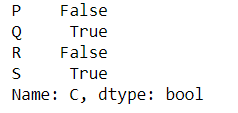 P    False
Q     True
R    False
S     True
Name: C, dtype: bool